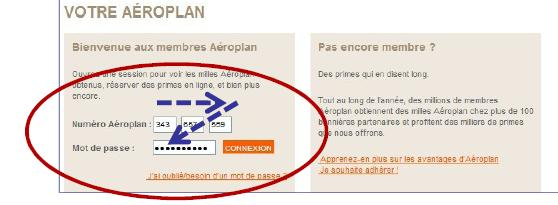 VOTRE AÉROPLAN
Bienvenue aux membres Aéroplan
Ouvrez une session pour voir les milles Aéroplan
obtenus, réserver des primes en ligne, et bien plus
encore.
Numéro Aéroplan : 343
Mot de passe : ●●●●●●●●●● CONNEXION
J'ai oublié/besoin d'un mot de passe ?
Pas encore membre ?
Des primes qui en disent long.
Tout au long de l'année, des millions de membres
Aéroplan obtiennent des milles Aéroplan chez plus de 100
bannières partenaires et profitent des milliers de primes
que nous offrons.
Apprenez-en plus sur les avantages d'Aéroplan
Je souhaite adhérer !